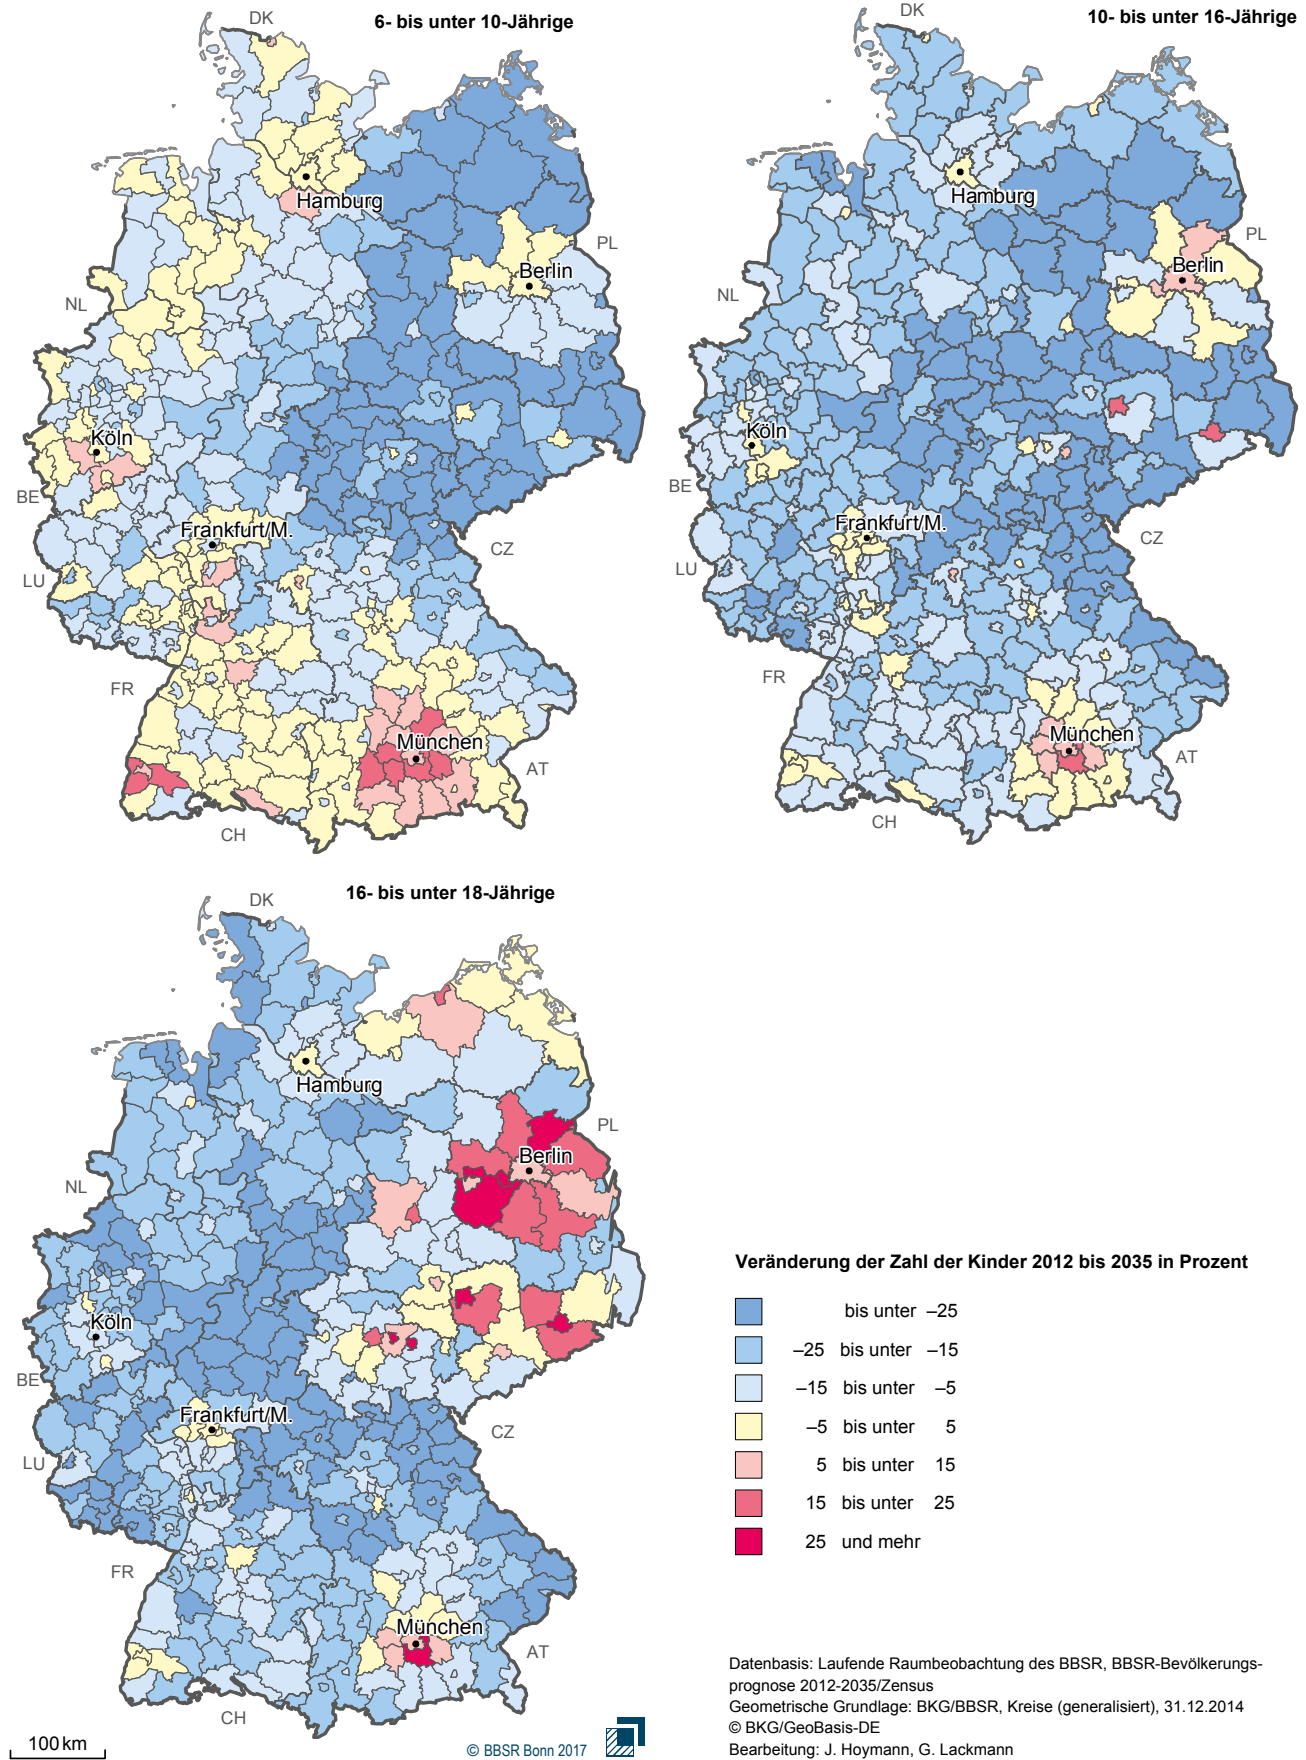 6- bis unter 10-Jährige
DK
Hamburg
PL
Berlin
NL
Köln
BE
Frankfurt/M.
CZ
LU
FR
München
AT
CH
10- bis unter 16-Jährige
DK
Hamburg
PL
Berlin
NL
Köln
BE
Frankfurt/M.
CZ
LU
FR
München
AT
CH
16- bis unter 18-Jährige
DK
Hamburg
PL
Berlin
NL
Köln
BE
Frankfurt/M.
CZ
LU
FR
München
AT
CH
100 km
© BBSR Bonn 2017
Veränderung der Zahl der Kinder 2012 bis 2035 in Prozent
bis unter –25
–25 bis unter –15
–15 bis unter –5
–5 bis unter 5
5 bis unter 15
15 bis unter 25
25 und mehr
Datenbasis: Laufende Raumbeobachtung des BBSR, BBSR-Bevölkerungs-
prognose 2012-2035/Zensus
Geometrische Grundlage: BKG/BBSR, Kreise (generalisiert), 31.12.2014
© BKG/GeoBasis-DE
Bearbeitung: J. Hoymann, G. Lackmann